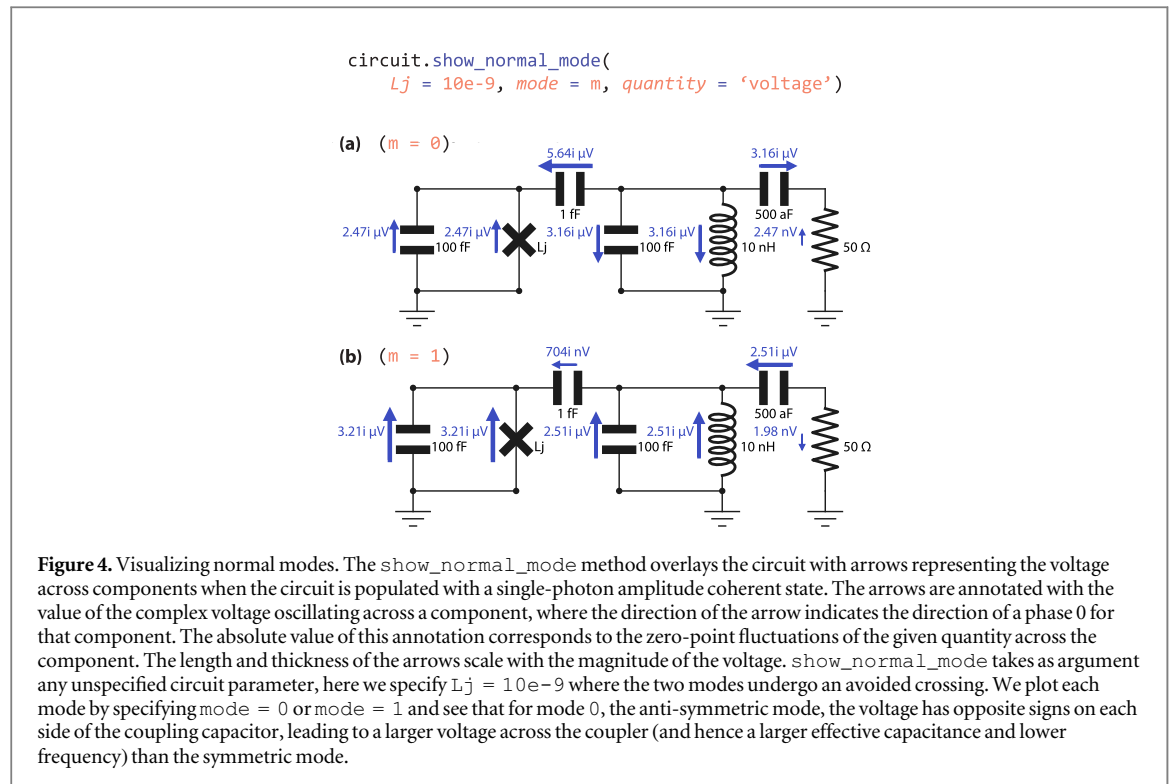 circuit.show_normal_mode(
Lj = 10e-9, mode = m, quantity = ‘voltage’)
(a) (m = 0)
5.64i µV
3.16i µV
1 fF
500 aF
2.47i µV
100 fF
2.47i µV
Lj
3.16i µV
100 fF
3.16i µV
10 nH
2.47 nV
50 Ω
(b) (m = 1)
704i nV
2.51i µV
1 fF
500 aF
3.21i µV
100 fF
3.21i µV
Lj
2.51i µV
100 fF
2.51i µV
10 nH
1.98 nV
50 Ω
Figure 4. Visualizing normal modes. The show_normal_mode method overlays the circuit with arrows representing the voltage
across components when the circuit is populated with a single-photon amplitude coherent state. The arrows are annotated with the
value of the complex voltage oscillating across a component, where the direction of the arrow indicates the direction of a phase 0 for
that component. The absolute value of this annotation corresponds to the zero-point fluctuations of the given quantity across the
component. The length and thickness of the arrows scale with the magnitude of the voltage. show_normal_mode takes as argument
any unspecified circuit parameter, here we specify Lj = 10e-9 where the two modes undergo an avoided crossing. We plot each
mode by specifying mode = 0 or mode = 1 and see that for mode 0, the anti-symmetric mode, the voltage has opposite signs on each
side of the coupling capacitor, leading to a larger voltage across the coupler (and hence a larger effective capacitance and lower
frequency) than the symmetric mode.